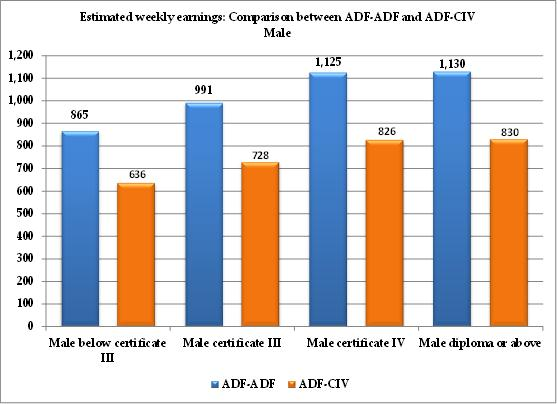 Estimated weekly earnings: Comparison between ADF-ADF and ADF-CIV
Male
1,200
1,100
1,000
900
800
700
600
500
400
300
200
100
0
865
636
991
728
1,125
826
1,130
830
Male below certificate
III
Male certificate III
Male certificate IV
Male diploma or above
ADF-ADF
ADF-CIV